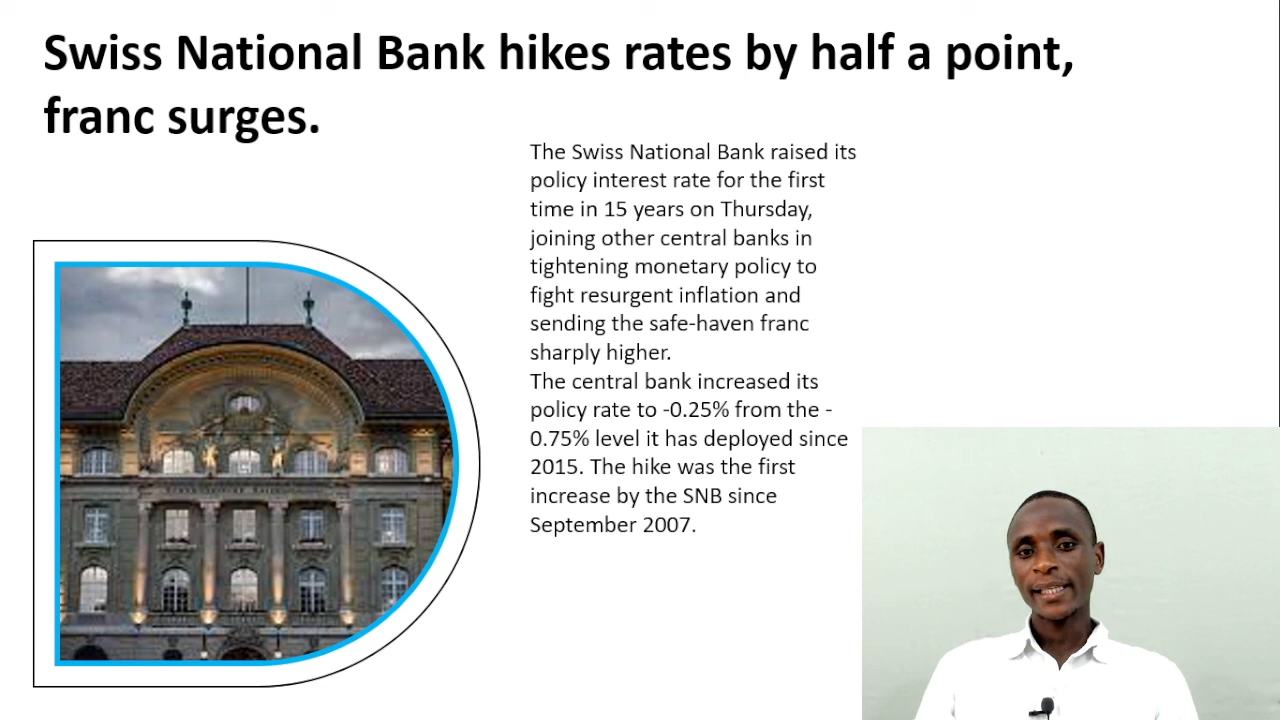 Swiss National Bank hikes rates by half a point,
franc surges.
The Swiss National Bank raised its
policy interest rate for the first
time in 15 years on Thursday,
joining other central banks in
tightening monetary policy to
fight resurgent inflation and
sending the safe-haven franc
sharply higher.
The central bank increased its
policy rate to -0.25% from the -
0.75% level it has deployed since
2015. The hike was the first
increase by the SNB since
September 2007.